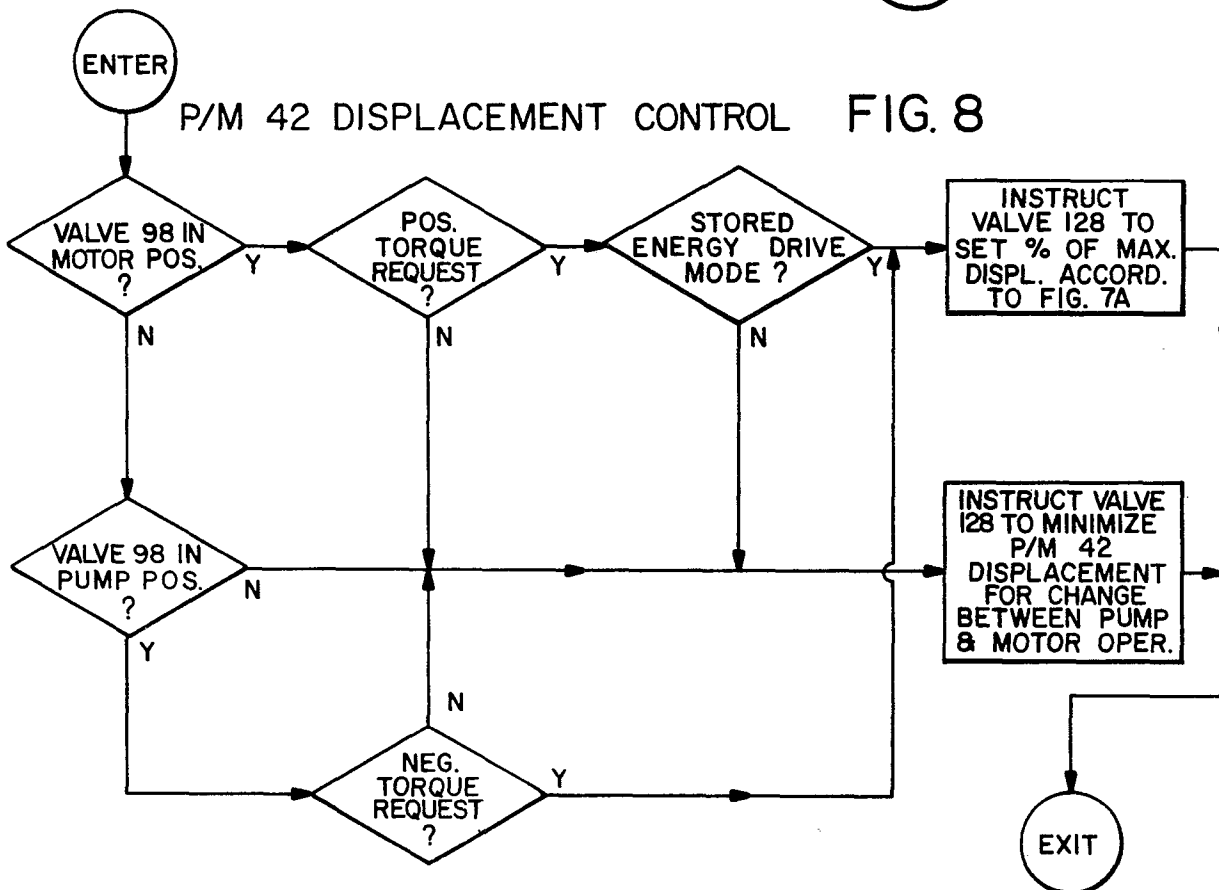 ENTER
P/M 42 DISPLACEMENT CONTROL FIG. 8
VALVE 98 IN
MOTOR POS.
?
Y
N
POS.
TORQUE
REQUEST
?
Y
N
STORED
ENERGY DRIVE
MODE ?
Y
N
INSTRUCT
VALVE 128 TO
SET % OF MAX.
DISPL. ACCORD.
TO FIG. 7A
VALVE 98 IN
PUMP POS.
?
N
Y
INSTRUCT VALVE
128 TO MINIMIZE
P/M 42
DISPLACEMENT
FOR CHANGE
BETWEEN PUMP
& MOTOR OPER.
N
NEG.
TORQUE
REQUEST
?
Y
EXIT